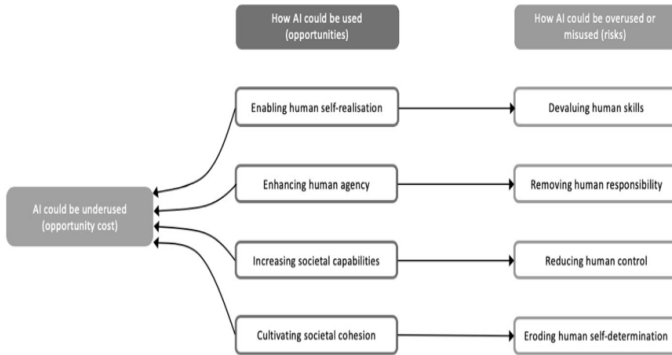 How AI could be used
(opportunities)
How AI could be overused or
misused (risks)
Enabling human self-realisation
Devaluing human skills
Enhancing human agency
Removing human responsibility
AI could be underused
(opportunity cost)
Increasing societal capabilities
Reducing human control
Cultivating societal cohesion
Eroding human self-determination